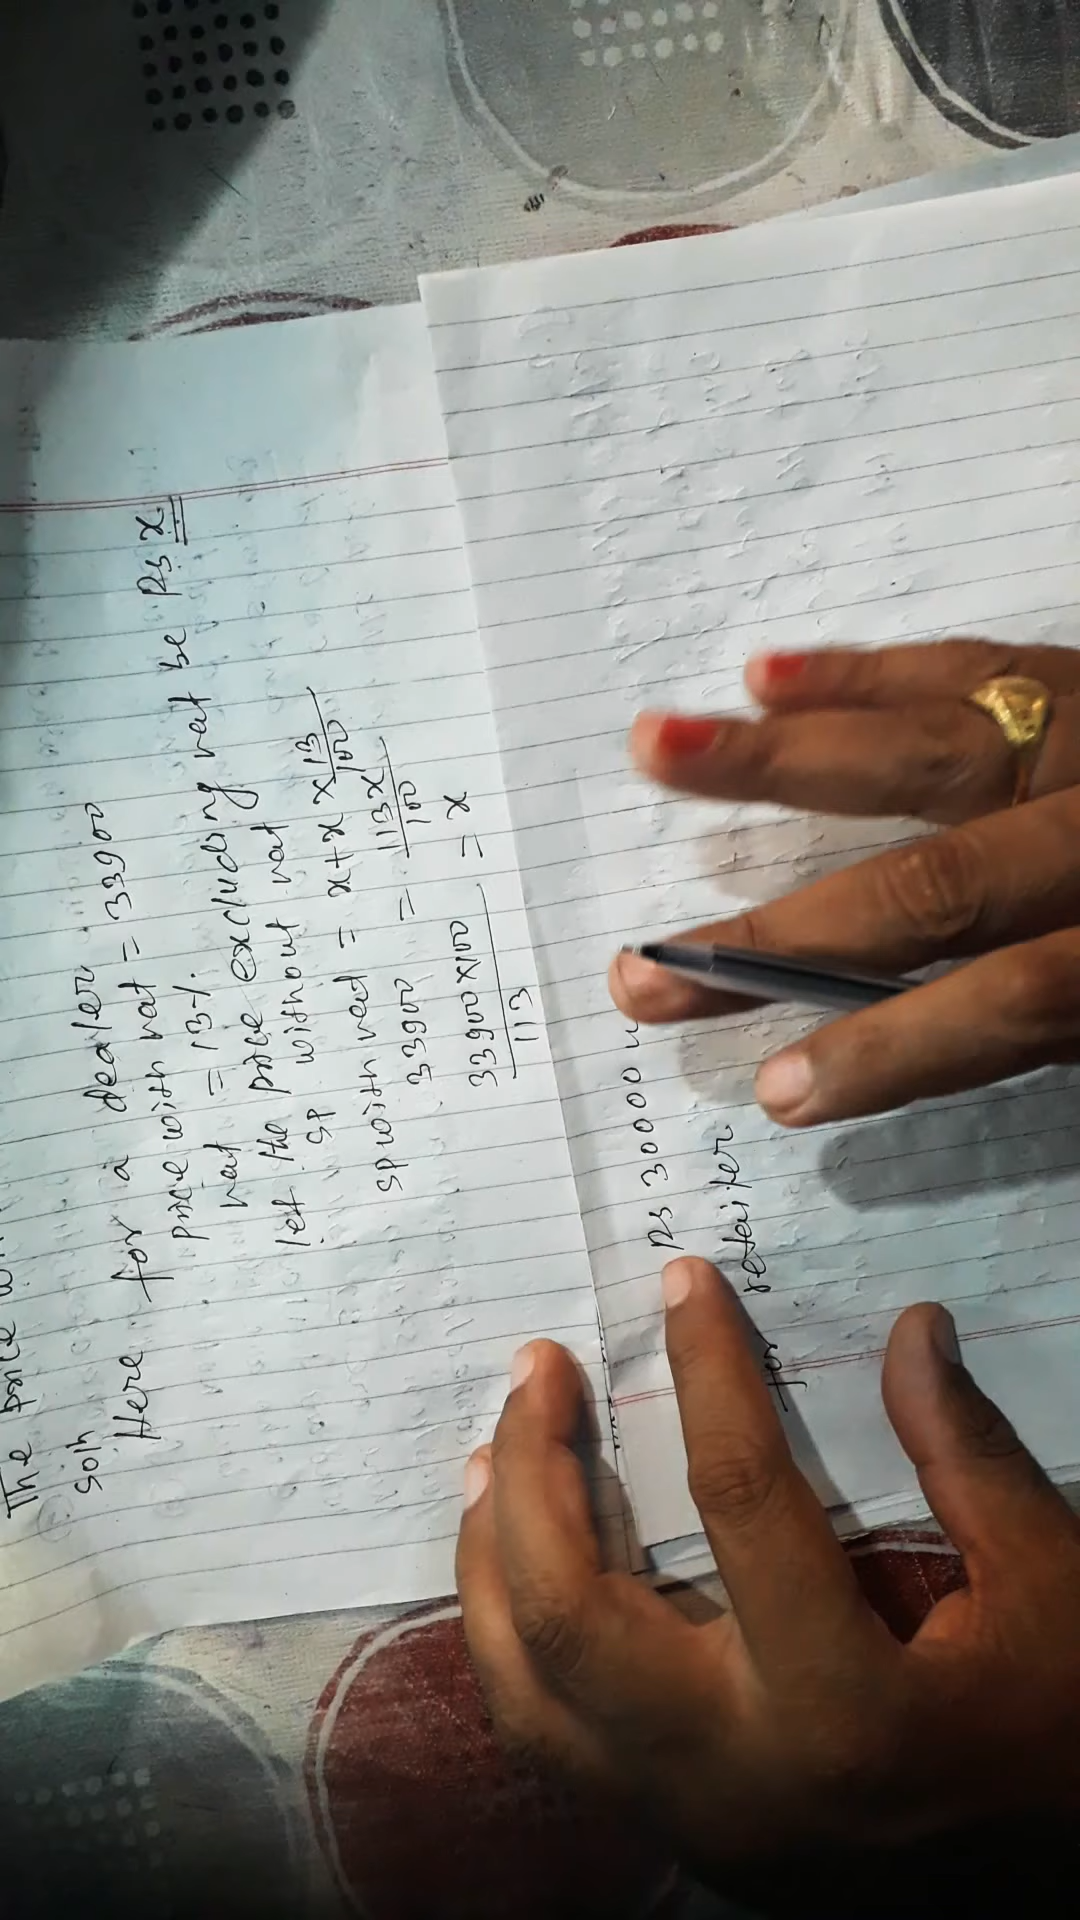 The price
Soln
Here for a dealer
price with vat = 33900
vat = 13%
let the price excluding vat be Rs x
SP without vat
SP with vat = x+x × 13/100
33900 = 113x/100
33900×100/113 = x
Rs 30000
for retailer